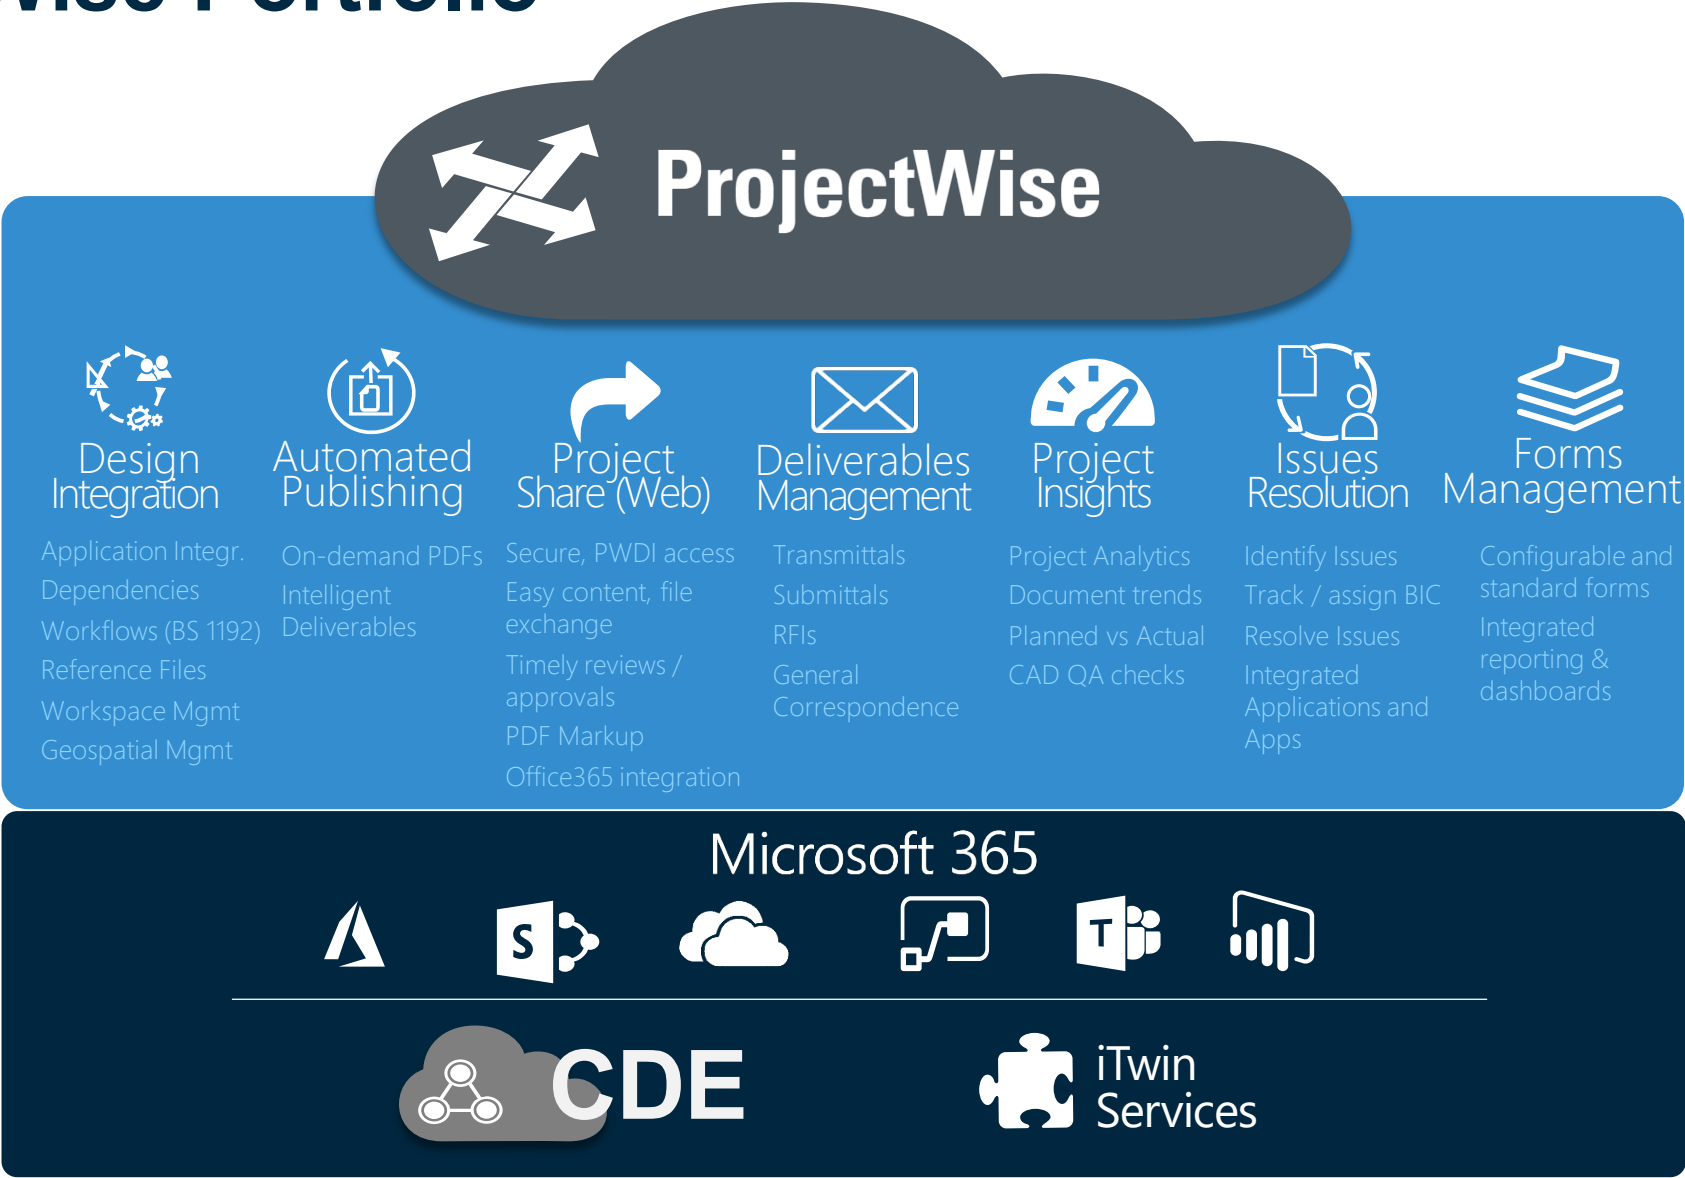 ProjectWise
Design
Integration
Application Integr.
Dependencies
Workflows (BS 1192)
Reference Files
Workspace Mgmt
Geospatial Mgmt
Automated
Publishing
On-demand PDFs
Intelligent
Deliverables
Project
Share (Web)
Secure, PWDI access
Easy content, file
exchange
Timely reviews /
approvals
PDF Markup
Office365 integration
Deliverables
Management
Transmittals
Submittals
RFIs
General
Correspondence
Project
Insights
Project Analytics
Document trends
Planned vs Actual
CAD QA checks
Issues
Resolution
Identify Issues
Track / assign BIC
Resolve Issues
Integrated
Applications and
Apps
Forms
Management
Configurable and
standard forms
Integrated
reporting &
dashboards
Microsoft 365
S
T
CDE
iTwin
Services